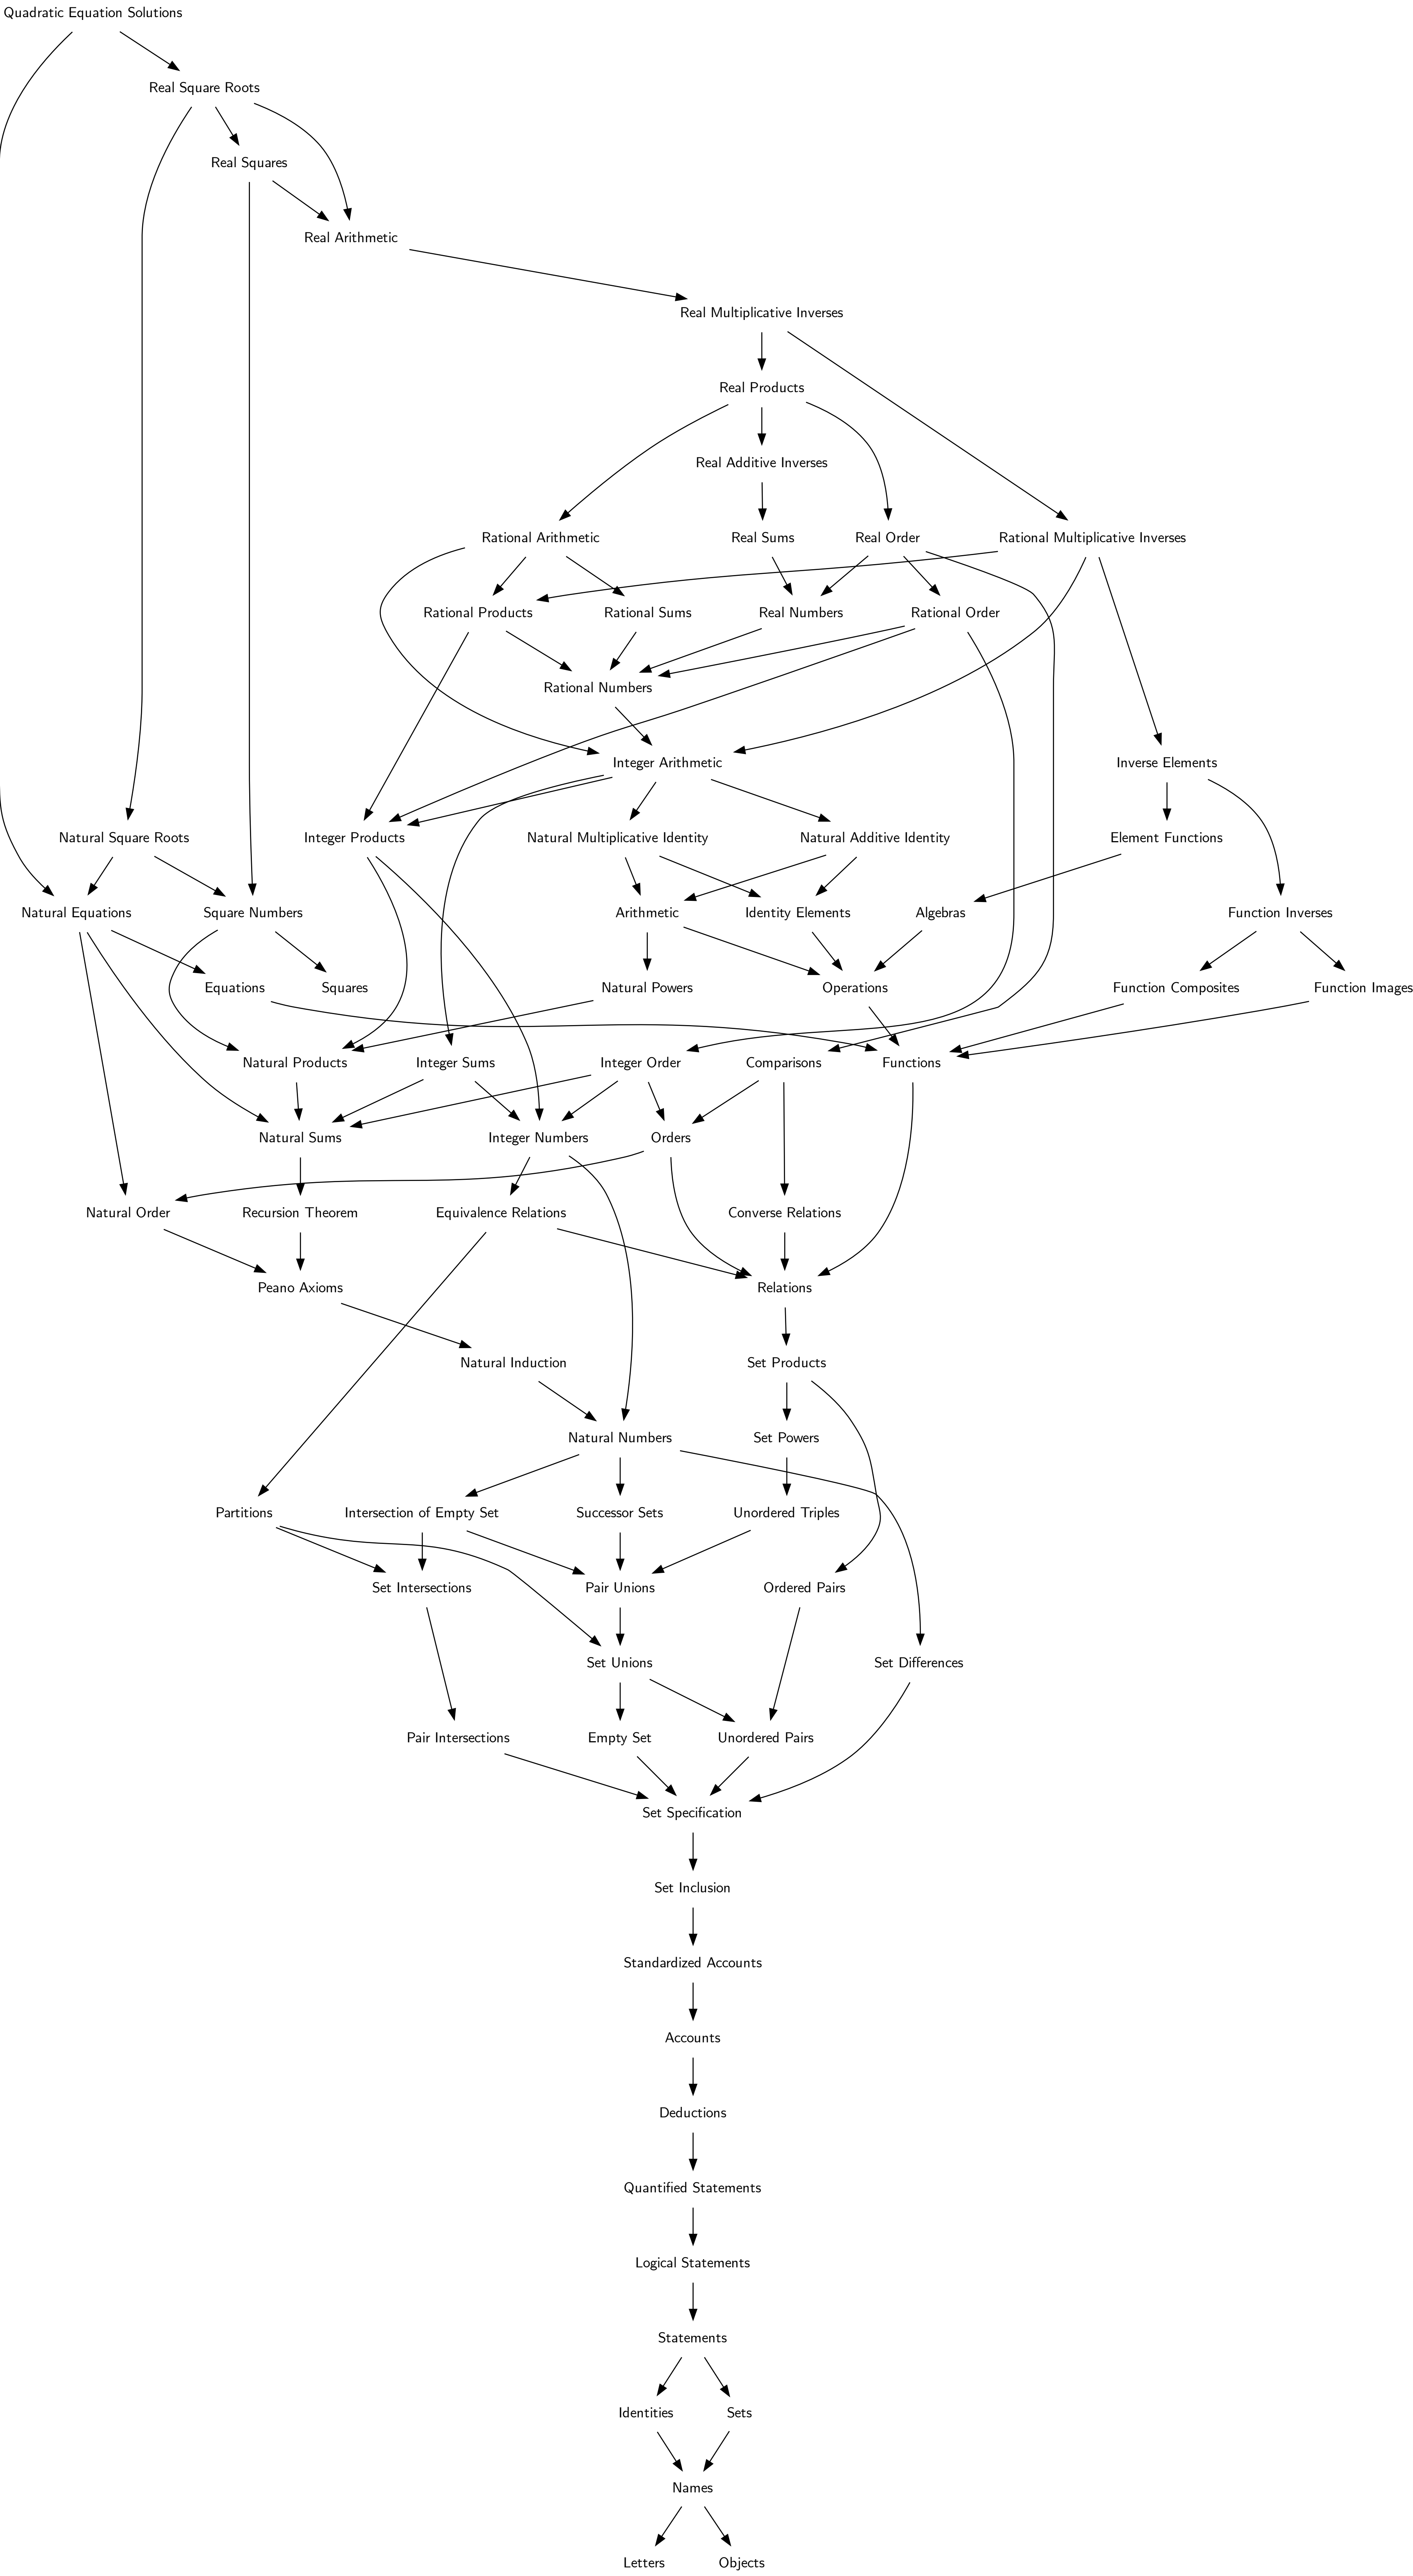 Quadratic Equation Solutions
Real Square Roots
Real Squares
Real Arithmetic
Real Multiplicative Inverses
Real Products
Real Additive Inverses
Rational Arithmetic
Real Sums
Real Order
Rational Multiplicative Inverses
Rational Products
Rational Sums
Real Numbers
Rational Order
Rational Numbers
Integer Arithmetic
Inverse Elements
Natural Square Roots
Integer Products
Natural Multiplicative Identity
Natural Additive Identity
Element Functions
Natural Equations
Square Numbers
Arithmetic
Identity Elements
Algebras
Function Inverses
Equations
Squares
Natural Powers
Operations
Function Composites
Function Images
Natural Products
Integer Sums
Integer Order
Comparisons
Functions
Natural Sums
Integer Numbers
Orders
Natural Order
Recursion Theorem
Equivalence Relations
Converse Relations
Peano Axioms
Relations
Natural Induction
Set Products
Natural Numbers
Set Powers
Partitions
Intersection of Empty Set
Successor Sets
Unordered Triples
Set Intersections
Pair Unions
Ordered Pairs
Set Unions
Set Differences
Pair Intersections
Empty Set
Unordered Pairs
Set Specification
Set Inclusion
Standardized Accounts
Accounts
Deductions
Quantified Statements
Logical Statements
Statements
Identities
Sets
Names
Letters
Objects